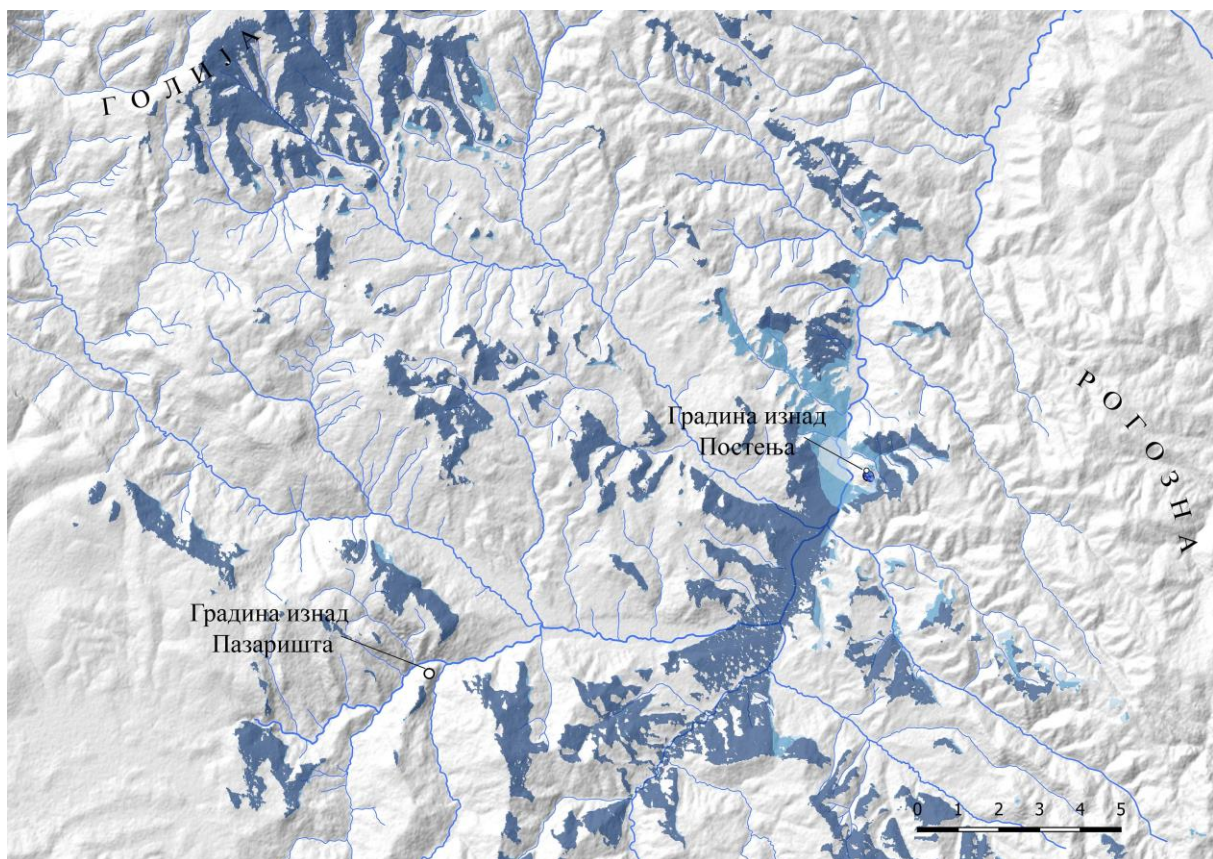 ГОЛИЈА
Градина изнад
Постења
РОГОЗНА
Градина изнад
Пазаришта
0 1 2 3 4 5